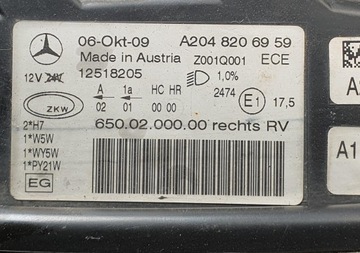 06-Okt-09 A204 820 69 59
Made in Austria Z001Q001 ECE
12V 24V 12518205 1,0%
ZKW A 1a HC HR 2474 E1 17,5
02 01 00 00
2*H7 650.02.000.00 rechts RV
1*W5W
1*WY5W
1*PY21W
EG
A2
A1